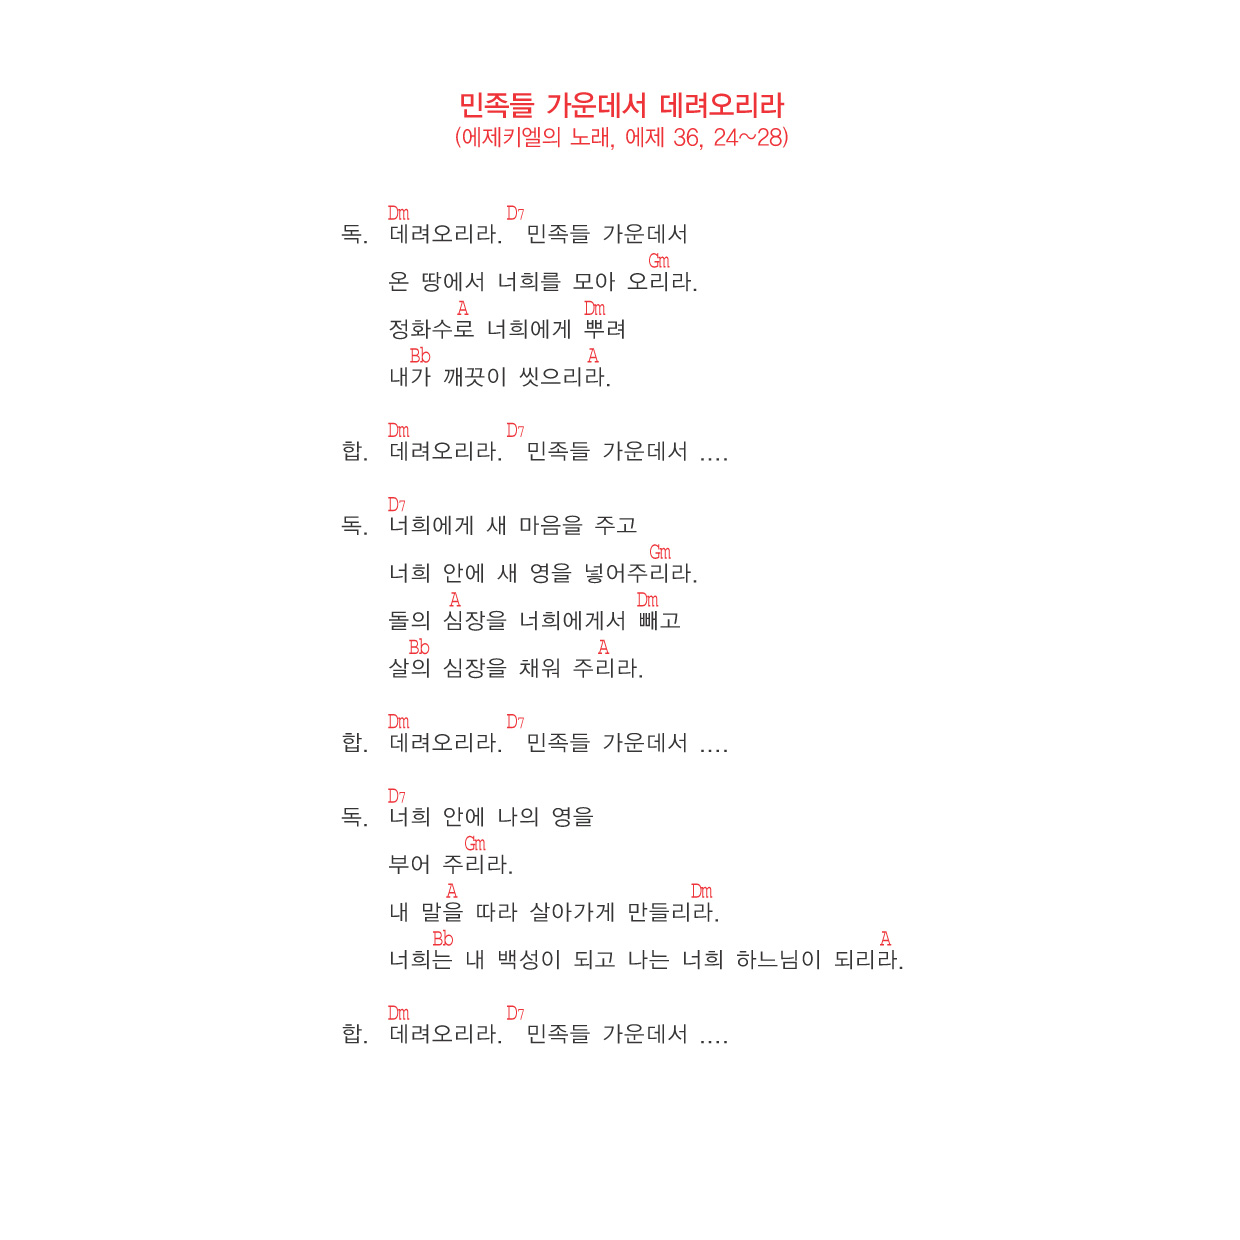 민족들 가운데서 데려오리라
(에제키엘의 노래, 에제 36, 24~28)
Dm D7
독. 데려오리라. 민족들 가운데서
Gm
온 땅에서 너희를 모아 오리라.
A Dm
정화수로 너희에게 뿌려
Bb A
내가 깨끗이 씻으리라.
Dm D7
합. 데려오리라. 민족들 가운데서 ....
D7
독. 너희에게 새 마음을 주고
Gm
너희 안에 새 영을 넣어주리라.
A Dm
돌의 심장을 너희에게서 빼고
Bb A
살의 심장을 채워 주리라.
Dm D7
합. 데려오리라. 민족들 가운데서 ....
D7
독. 너희 안에 나의 영을
Gm
부어 주리라.
A Dm
내 말을 따라 살아가게 만들리라.
Bb A
너희는 내 백성이 되고 나는 너희 하느님이 되리라.
Dm D7
합. 데려오리라. 민족들 가운데서 ....